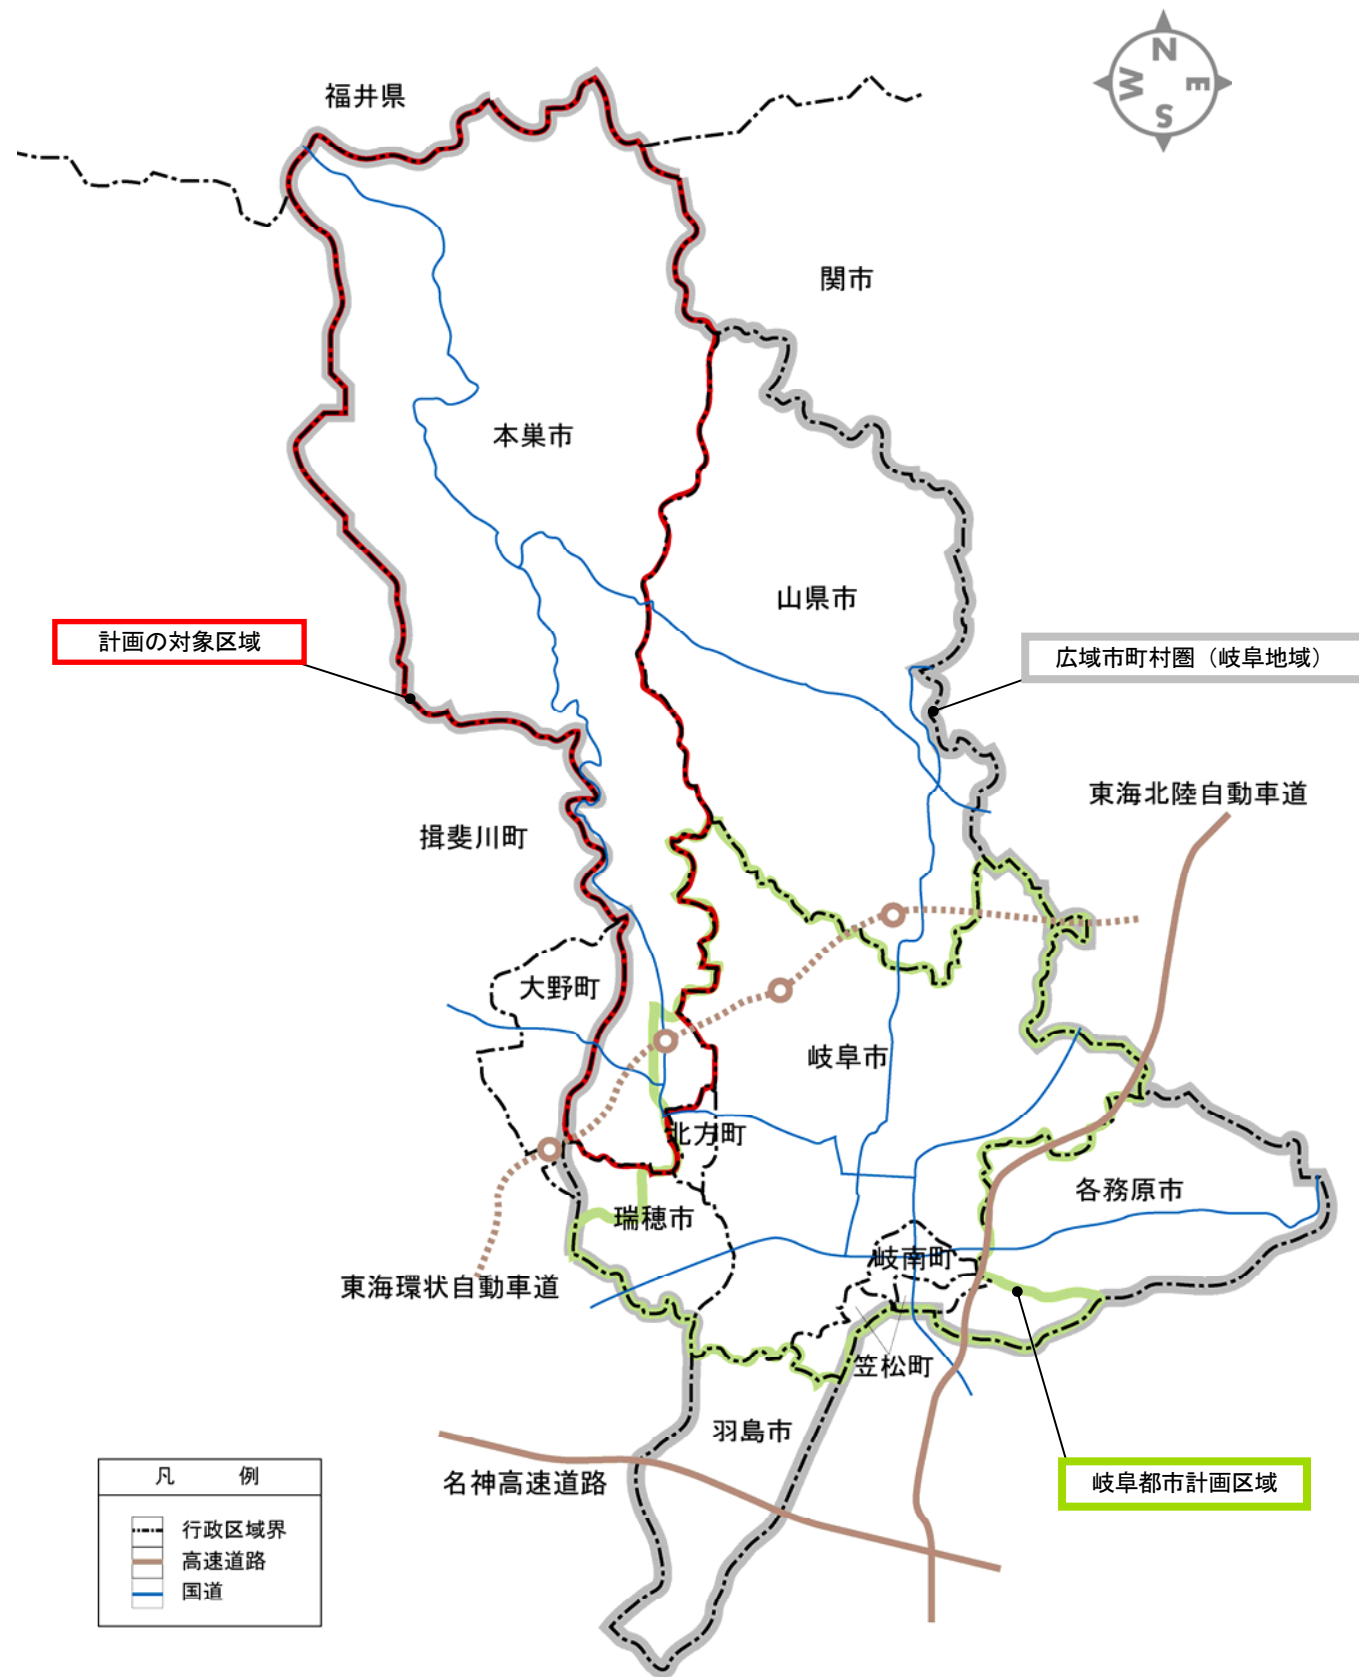 N
W
E
S
福井県
関市
本巣市
山県市
計画の対象区域
広域市町村圏（岐阜地域）
東海北陸自動車道
揖斐川町
大野町
岐阜市
北方町
各務原市
瑞穂市
岐南町
東海環状自動車道
笠松町
羽島市
名神高速道路
岐阜都市計画区域
凡 例
行政区域界
高速道路
国道